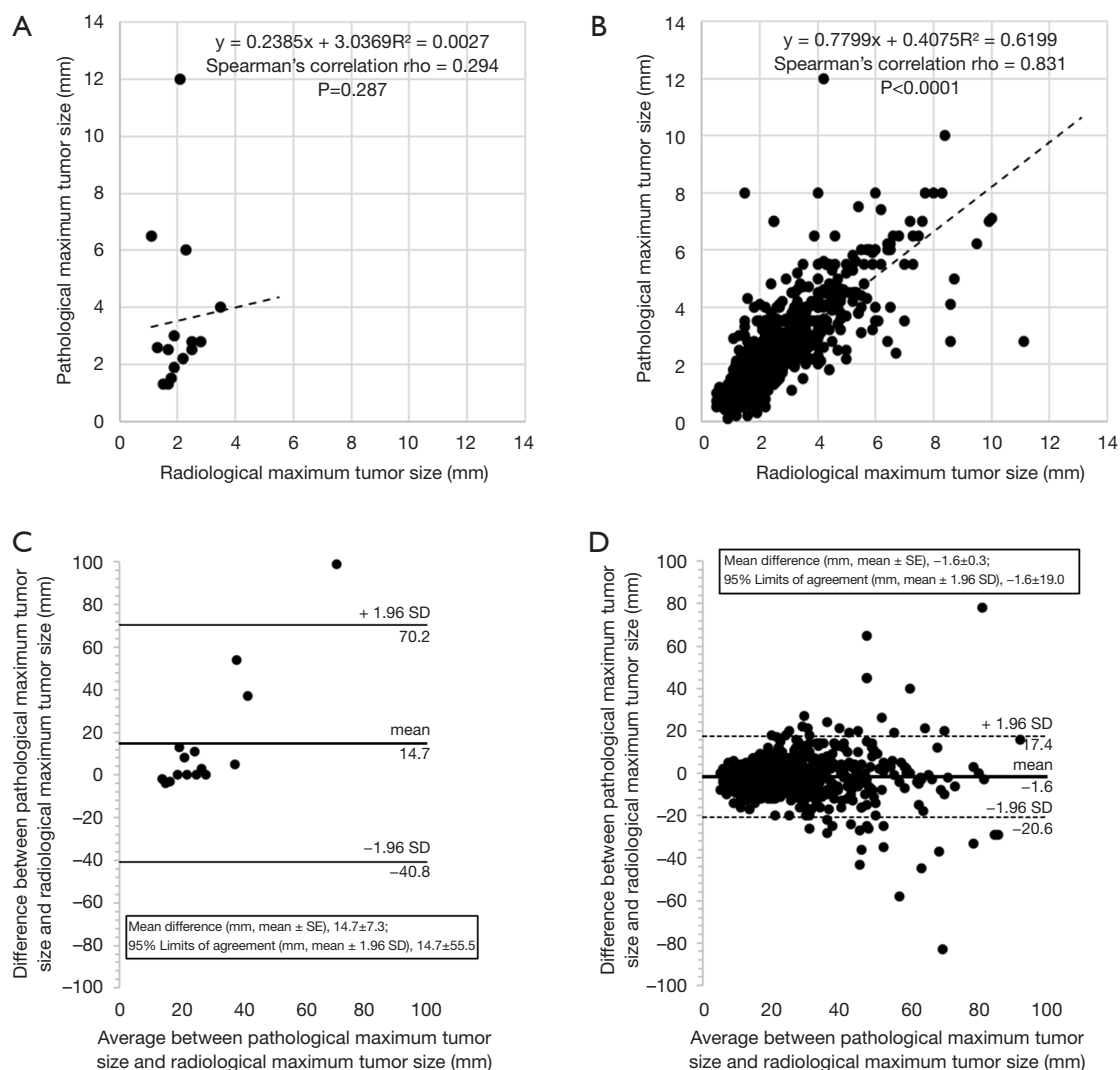 A
y = 0.2385x + 3.0369R² = 0.0027
Spearman's correlation rho = 0.294
P=0.287
Pathological maximum tumor size (mm)
14
12
10
8
6
4
2
0
0 2 4 6 8 10 12 14
Radiological maximum tumor size (mm)
B
y = 0.7799x + 0.4075R² = 0.6199
Spearman's correlation rho = 0.831
P<0.0001
Pathological maximum tumor size (mm)
14
12
10
8
6
4
2
0
0 2 4 6 8 10 12 14
Radiological maximum tumor size (mm)
C
Difference between pathological maximum tumor
size and radiological maximum tumor size (mm)
100
80
60
40
20
0
−20
−40
−60
−80
−100
+ 1.96 SD
70.2
mean
14.7
−1.96 SD
−40.8
Mean difference (mm, mean ± SE), 14.7±7.3;
95% Limits of agreement (mm, mean ± 1.96 SD), 14.7±55.5
0 20 40 60 80 100
Average between pathological maximum tumor
size and radiological maximum tumor size (mm)
D
Mean difference (mm, mean ± SE), −1.6±0.3;
95% Limits of agreement (mm, mean ± 1.96 SD), −1.6±19.0
Difference between pathological maximum tumor
size and radiological maximum tumor size (mm)
100
80
60
40
20
0
−20
−40
−60
−80
−100
+ 1.96 SD
17.4
mean
−1.6
−1.96 SD
−20.6
0 20 40 60 80 100
Average between pathological maximum tumor
size and radiological maximum tumor size (mm)